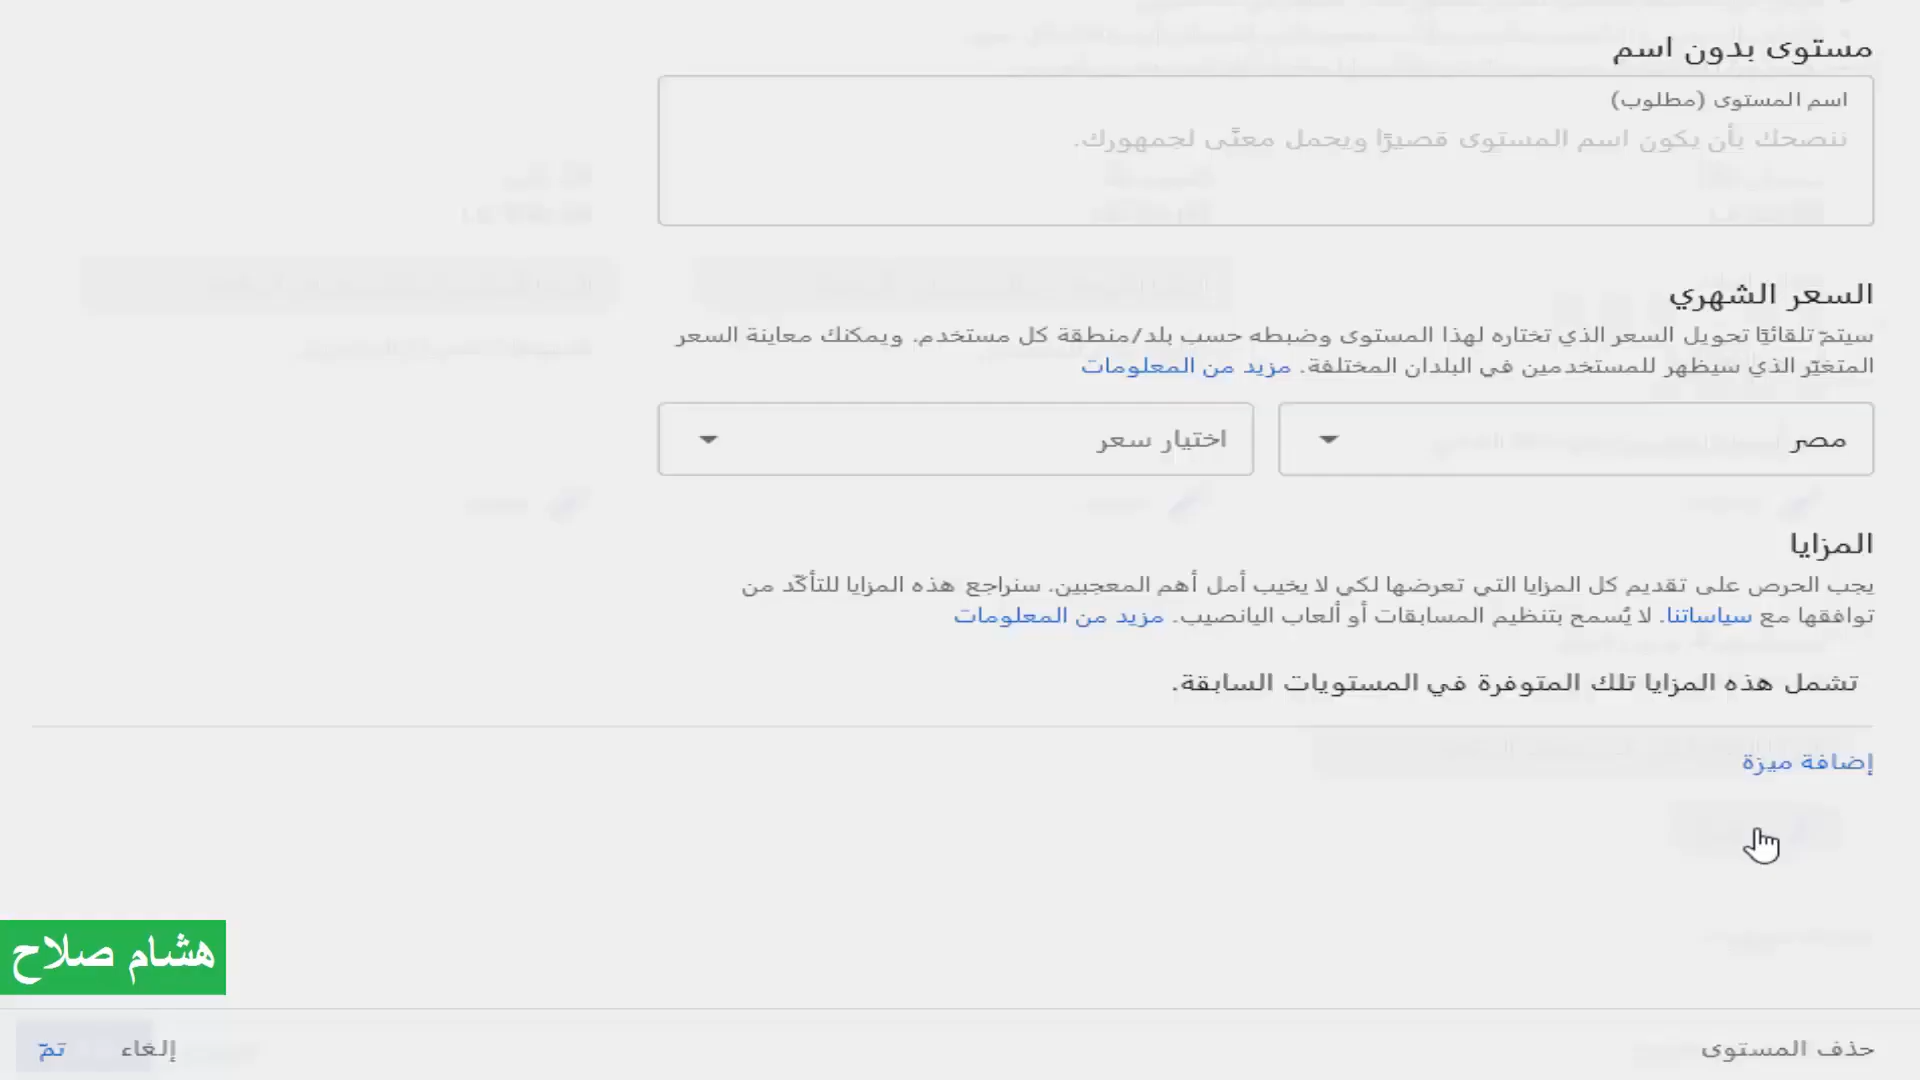 مستوى بدون اسم
اسم المستوى (مطلوب)
ننصحك بأن يكون اسم المستوى قصيرًا ويحمل معنًى لجمهورك.
السعر الشهري
سيتمّ تلقائيًا تحويل السعر الذي تختاره لهذا المستوى وضبطه حسب بلد/منطقة كل مستخدم. ويمكنك معاينة السعر
المتغيّر الذي سيظهر للمستخدمين في البلدان المختلفة. مزيد من المعلومات
مصر
اختيار سعر
المزايا
يجب الحرص على تقديم كل المزايا التي تعرضها لكي لا يخيب أمل أهم المعجبين. سنراجع هذه المزايا للتأكّد من
توافقها مع سياساتنا. لا يُسمح بتنظيم المسابقات أو ألعاب اليانصيب. مزيد من المعلومات
تشمل هذه المزايا تلك المتوفرة في المستويات السابقة.
إضافة ميزة
هشام صلاح
حذف المستوى
إلغاء
تمّ